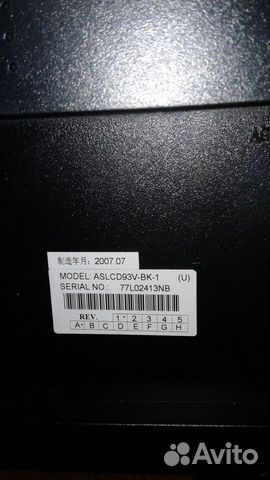 制造年月: 2007.07
MODEL: ASLCD93V-BK-1 (U)
SERIAL NO.: 77L02413NB
REV. 1• 2 3 4 5
A• B C D E F G H
Avito